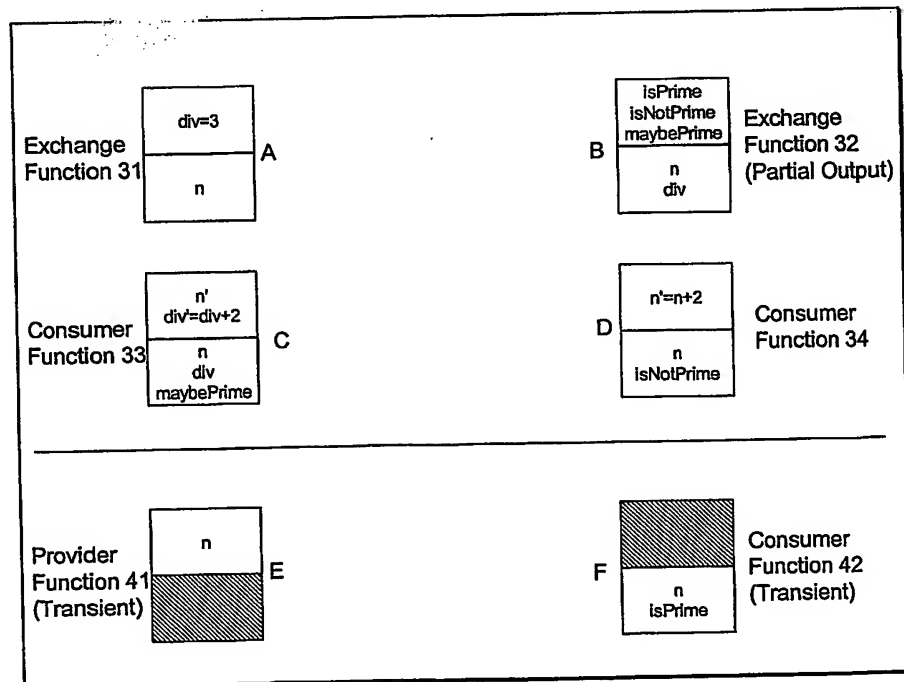 Exchange
Function 31
div=3
n
A
B
isPrime
isNotPrime
maybePrime
n
div
Exchange
Function 32
(Partial Output)
Consumer
Function 33
n'
div'=div+2
n
div
maybePrime
C
D
n'=n+2
n
isNotPrime
Consumer
Function 34
Provider
Function 41
(Transient)
n
E
F
n
isPrime
Consumer
Function 42
(Transient)